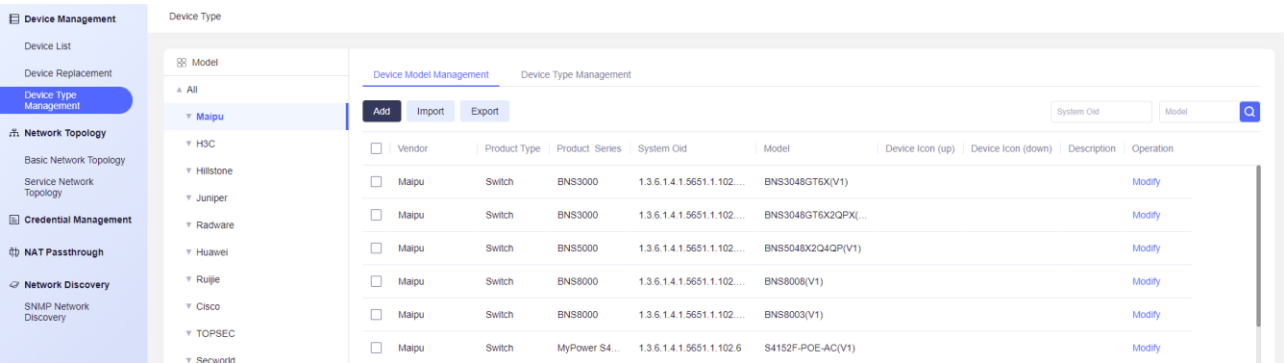 Device Management
Device List
Device Replacement
Device Type
Management
Network Topology
Basic Network Topology
Service Network
Topology
Credential Management
NAT Passthrough
Network Discovery
SNMP Network
Discovery
Device Type
Model
All
Maipu
H3C
Hillstone
Juniper
Radware
Huawei
Ruijie
Cisco
TOPSEC
Secworld
Device Model Management Device Type Management
Add Import Export System Oid Model
Vendor Product Type Product Series System Oid Model Device Icon (up) Device Icon (down) Description Operation
Maipu Switch BNS3000 1.3.6.1.4.1.5651.1.102.... BNS3048GT6X(V1) Modify
Maipu Switch BNS3000 1.3.6.1.4.1.5651.1.102.... BNS3048GT6X2QPX(... Modify
Maipu Switch BNS5000 1.3.6.1.4.1.5651.1.102.... BNS5048X2Q4QP(V1) Modify
Maipu Switch BNS8000 1.3.6.1.4.1.5651.1.102.... BNS8008(V1) Modify
Maipu Switch BNS8000 1.3.6.1.4.1.5651.1.102.... BNS8003(V1) Modify
Maipu Switch MyPower S4... 1.3.6.1.4.1.5651.1.102.6 S4152F-POE-AC(V1) Modify